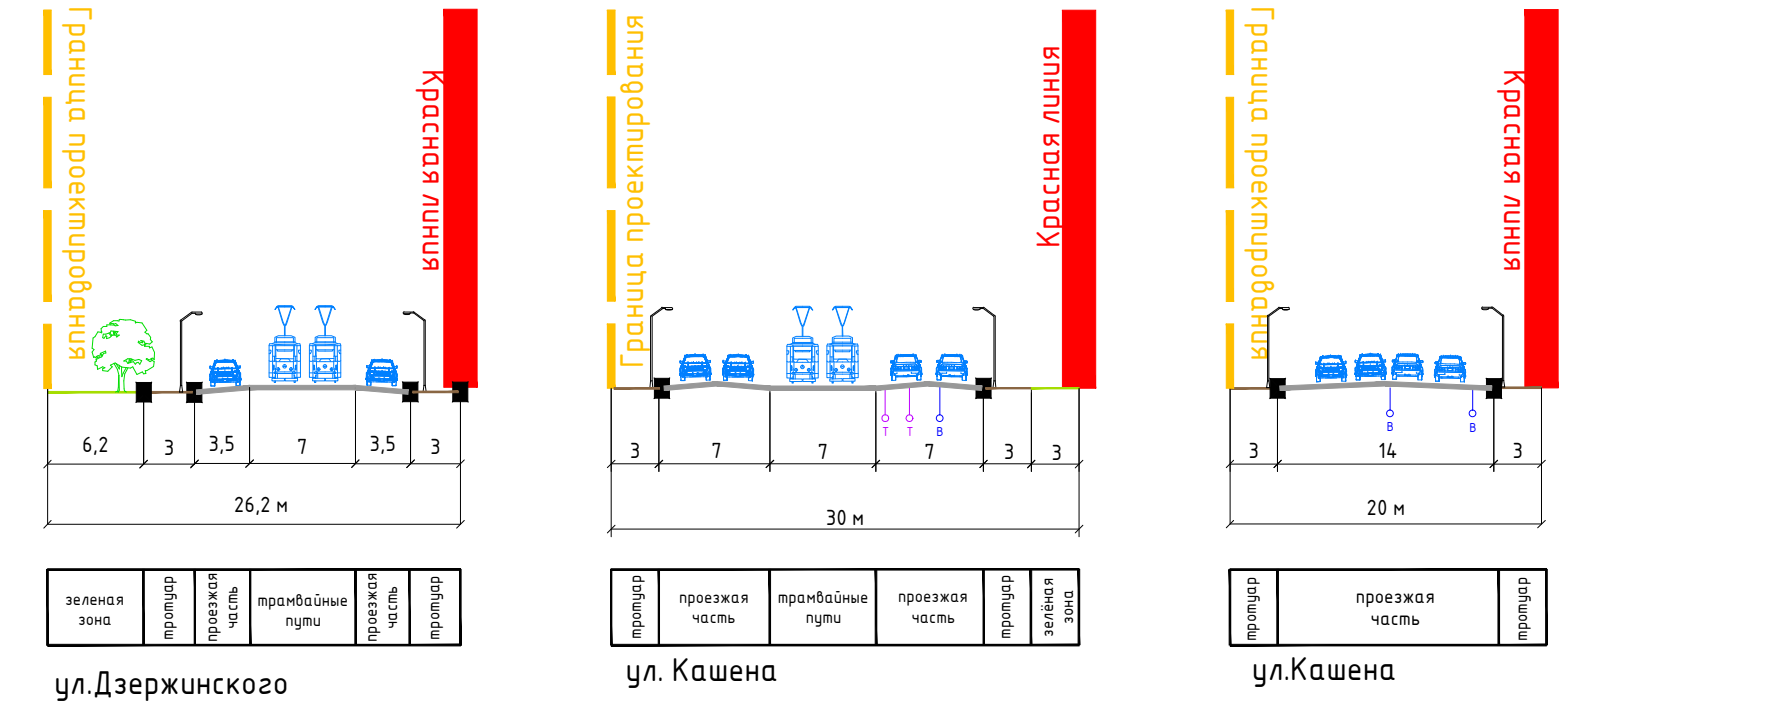 Граница проектирования
Красная линия
6,2
3
3,5
7
3,5
3
26,2 м
зеленая
зона
тротуар
проезжая
часть
трамвайные
пути
проезжая
часть
тротуар
ул.Дзержинского
Граница проектирования
Красная линия
Т
Т
В
3
7
7
7
3
3
30 м
тротуар
проезжая
часть
трамвайные
пути
проезжая
часть
тротуар
зелёная
зона
ул. Кашена
Граница проектирования
Красная линия
В
В
3
14
3
20 м
тротуар
проезжая
часть
тротуар
ул.Кашена